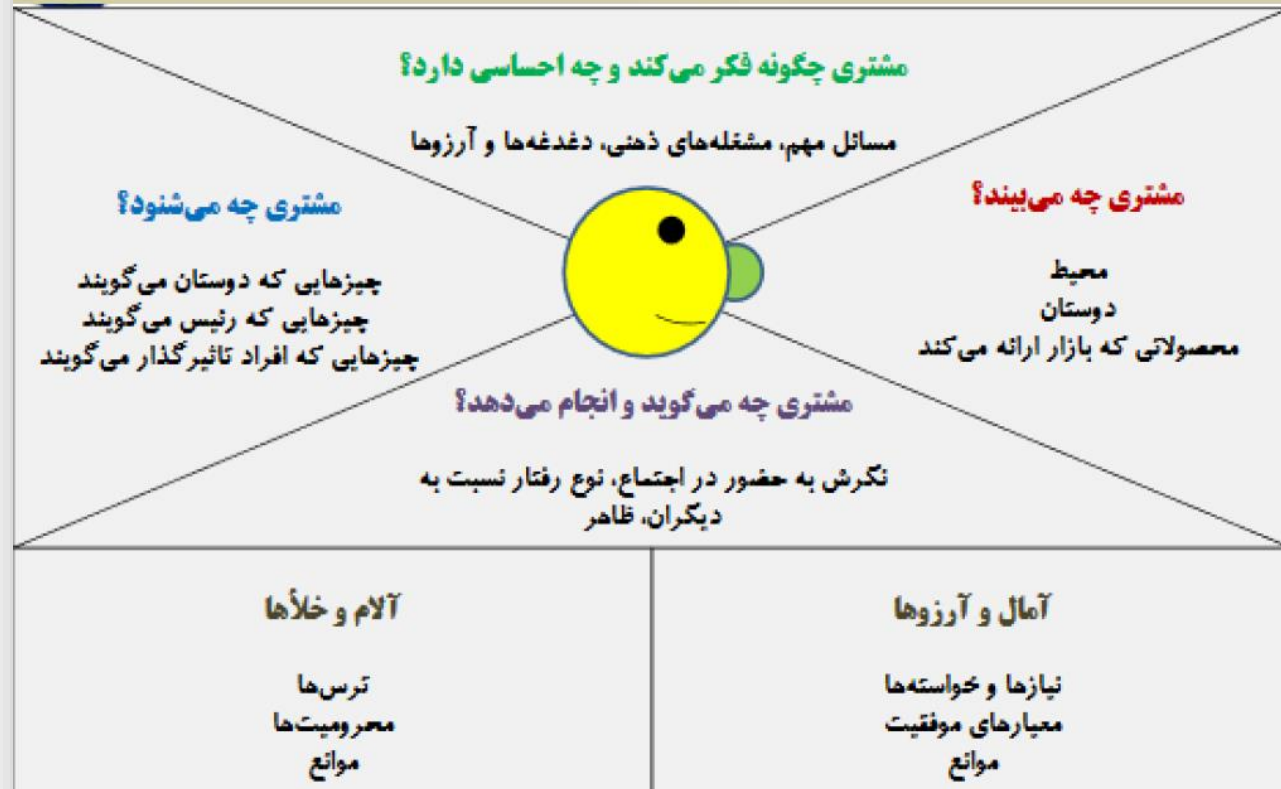 مشتری چگونه فکر می‌کند و چه احساسی دارد؟
مسائل مهم، مشغله‌های ذهنی، دغدغه‌ها و آرزوها
مشتری چه می‌بیند؟
محیط
دوستان
محصولاتی که بازار ارائه می‌کند
مشتری چه می‌شنود؟
چیزهایی که دوستان می‌گویند
چیزهایی که رئیس می‌گویند
چیزهایی که افراد تاثیرگذار می‌گویند
مشتری چه می‌گوید و انجام می‌دهد؟
نگرش به حضور در اجتماع، نوع رفتار نسبت به
دیگران، ظاهر
آمال و آرزوها
نیازها و خواسته‌ها
معیارهای موفقیت
موانع
آلام و خلأها
ترس‌ها
محرومیت‌ها
موانع